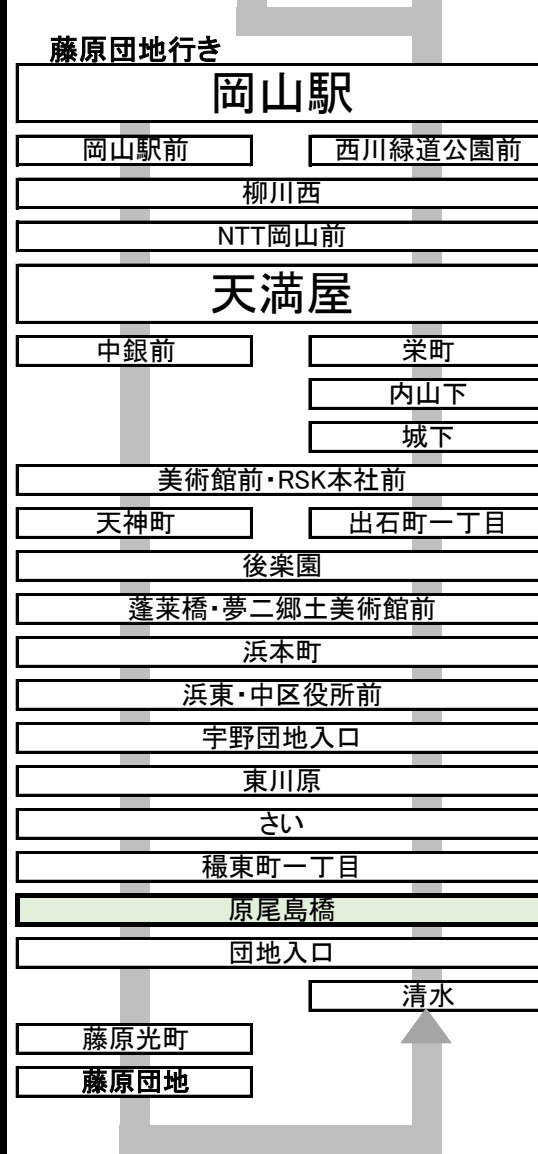 藤原団地行き
岡山駅
岡山駅前 西川緑道公園前
柳川西
NTT岡山前
天満屋
中銀前 栄町
内山下
城下
美術館前・RSK本社前
天神町 出石町一丁目
後楽園
蓬莱橋・夢二郷土美術館前
浜本町
浜東・中区役所前
宇野団地入口
東川原
さい
穝東町一丁目
原尾島橋
団地入口
清水
藤原光町
藤原団地